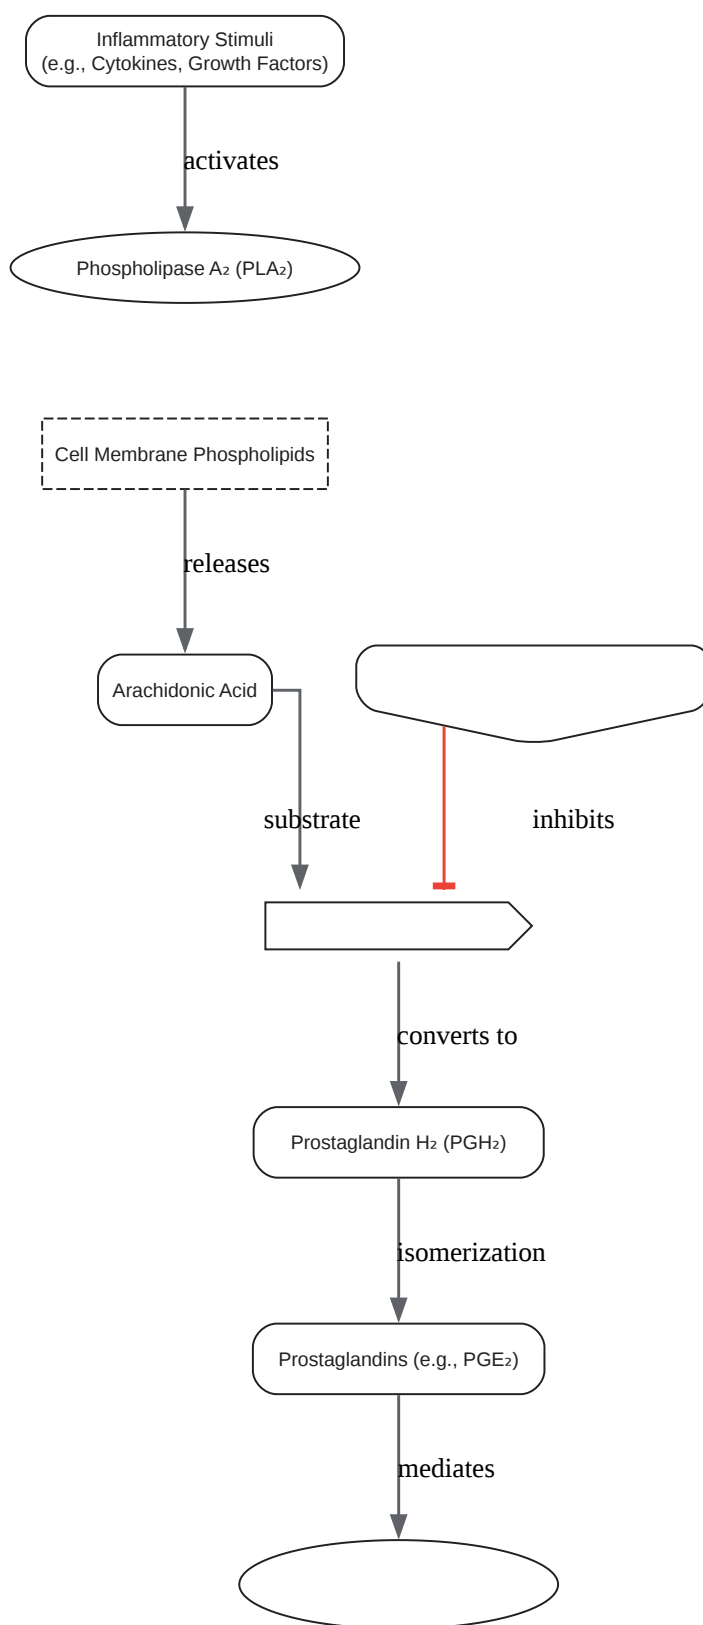 Inflammatory Stimuli
(e.g., Cytokines, Growth Factors)
activates
Phospholipase A₂ (PLA₂)
Cell Membrane Phospholipids
releases
Arachidonic Acid
substrate
inhibits
converts to
Prostaglandin H₂ (PGH₂)
isomerization
Prostaglandins (e.g., PGE₂)
mediates